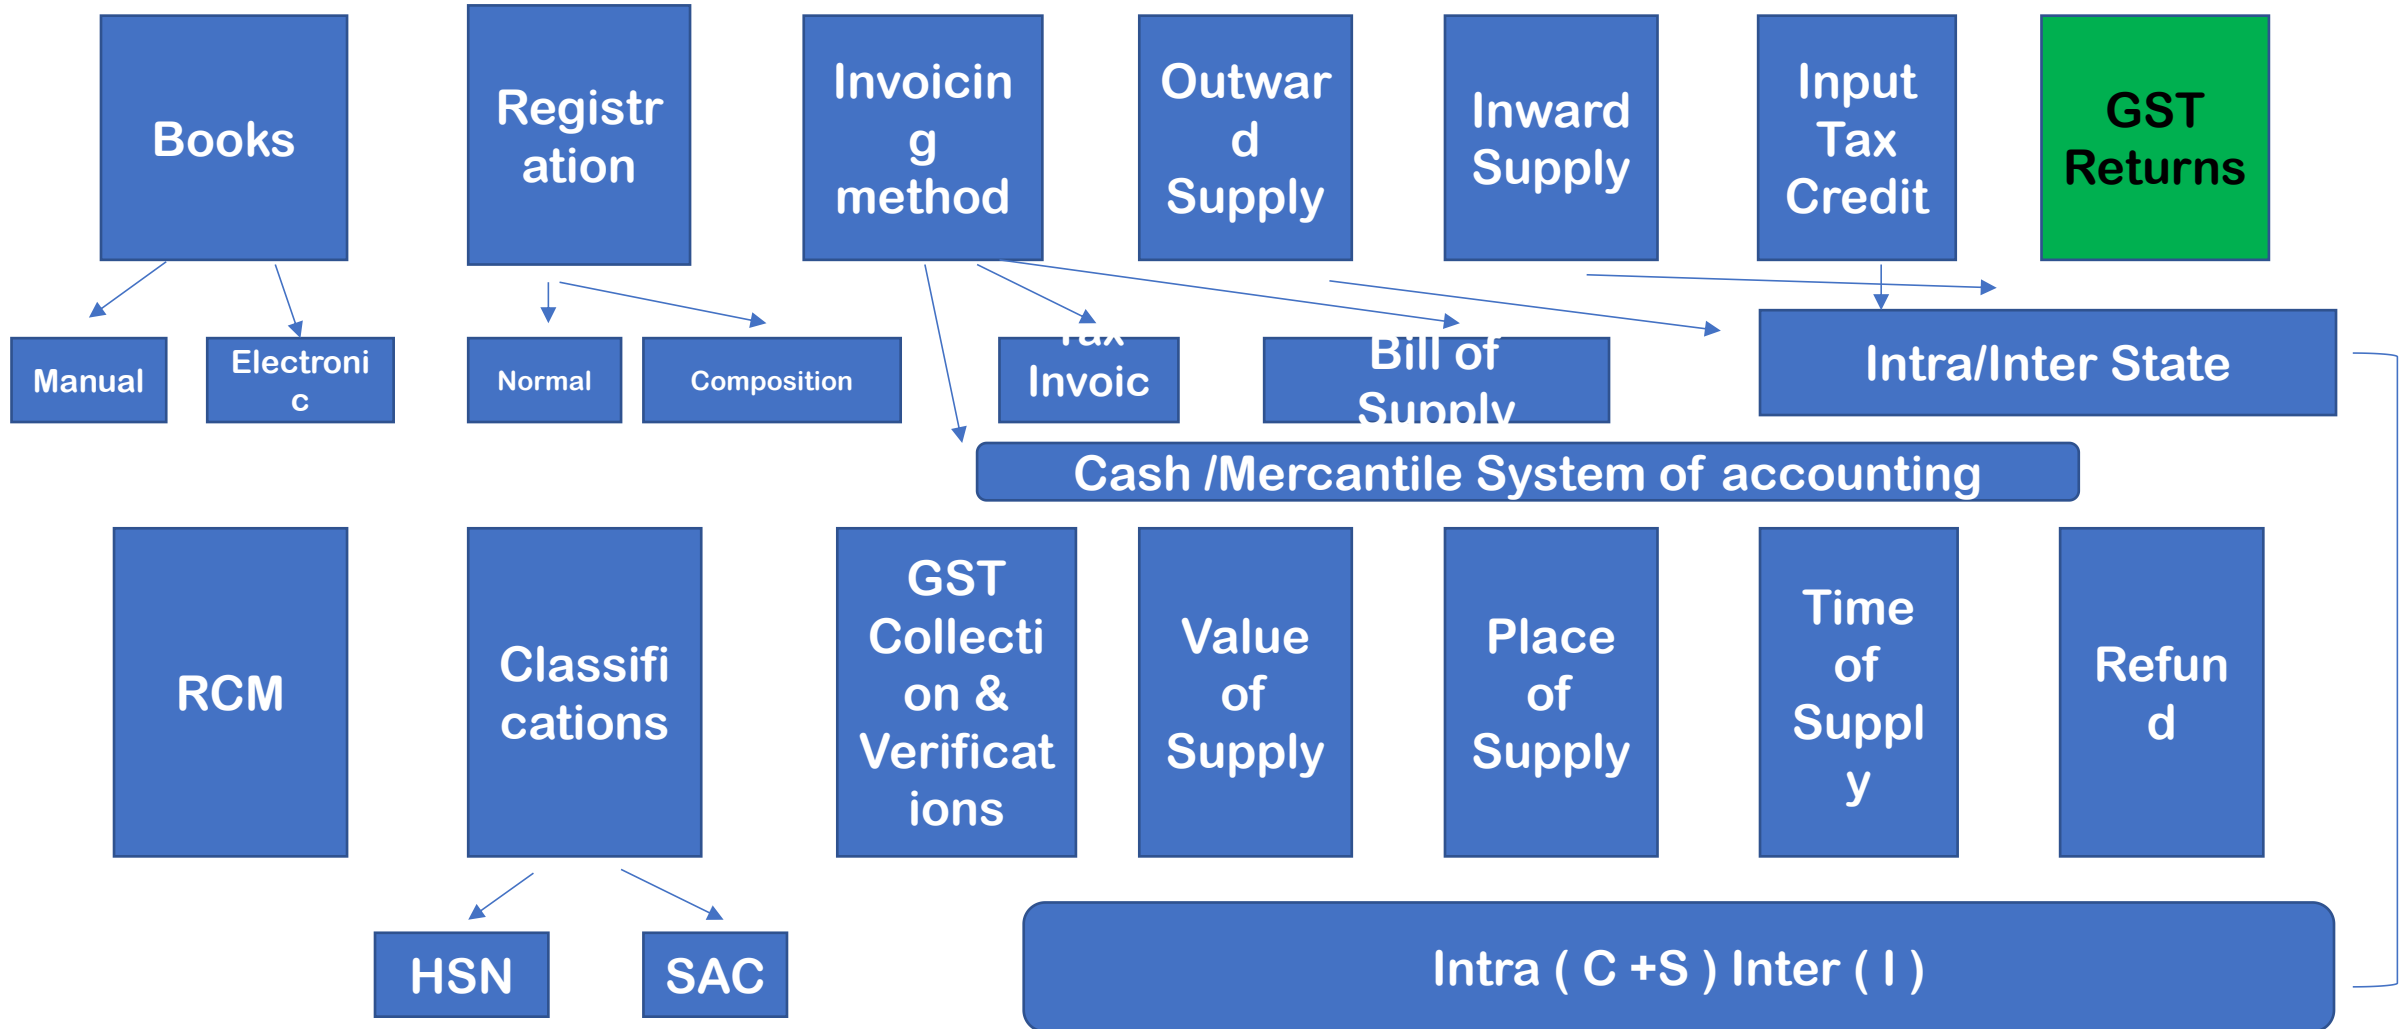 Books
Registr
ation
Invoicin
g
method
Outwar
d
Supply
Inward
Supply
Input
Tax
Credit
GST
Returns
Manual
Electroni
c
Normal
Composition
Tax
Invoic
Bill of
Supply
Intra/Inter State
Cash /Mercantile System of accounting
RCM
Classifi
cations
GST
Collecti
on &
Verificat
ions
Value
of
Supply
Place
of
Supply
Time
of
Suppl
y
Refun
d
HSN
SAC
Intra ( C +S ) Inter ( I )